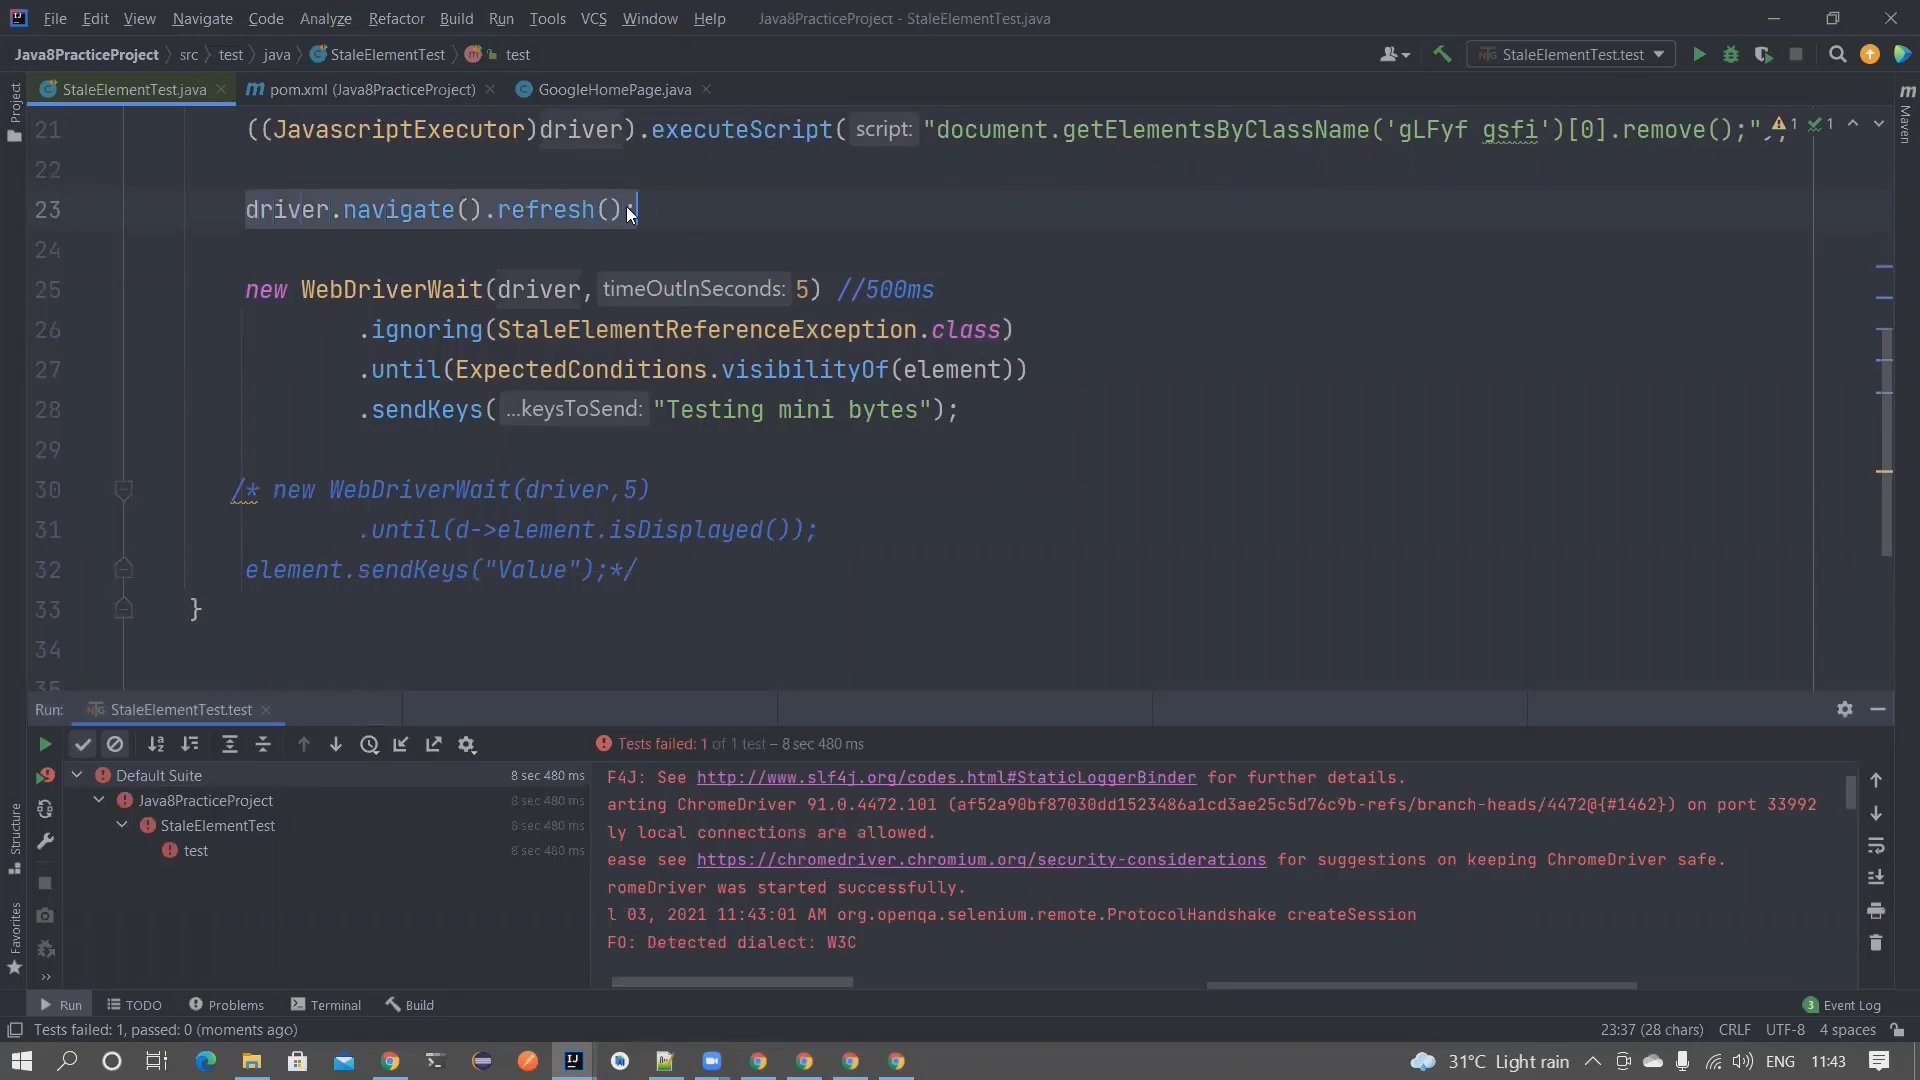 File Edit View Navigate Code Analyze Refactor Build Run Tools VCS Window Help Java8PracticeProject - StaleElementTest.java
Java8PracticeProject src test java StaleElementTest test StaleElementTest.test
StaleElementTest.java pom.xml (Java8PracticeProject) GoogleHomePage.java
Project
Maven
21 ((JavascriptExecutor)driver).executeScript( script: "document.getElementsByClassName('gLFyf gsfi')[0].remove();"); 1 1
22
23 driver.navigate().refresh();
24
25 new WebDriverWait(driver, timeOutInSeconds: 5) //500ms
26 .ignoring(StaleElementReferenceException.class)
27 .until(ExpectedConditions.visibilityOf(element))
28 .sendKeys( ...keysToSend: "Testing mini bytes");
29
30 /* new WebDriverWait(driver,5)
31 .until(d->element.isDisplayed());
32 element.sendKeys("Value");*/
33 }
34
35
Run: StaleElementTest.test
Tests failed: 1 of 1 test – 8 sec 480 ms
Default Suite 8 sec 480 ms
Java8PracticeProject 8 sec 480 ms
StaleElementTest 8 sec 480 ms
test 8 sec 480 ms
F4J: See http://www.slf4j.org/codes.html#StaticLoggerBinder for further details.
arting ChromeDriver 91.0.4472.101 (af52a90bf87030dd1523486a1cd3ae25c5d76c9b-refs/branch-heads/4472@{#1462}) on port 33992
ly local connections are allowed.
ease see https://chromedriver.chromium.org/security-considerations for suggestions on keeping ChromeDriver safe.
romeDriver was started successfully.
l 03, 2021 11:43:01 AM org.openqa.selenium.remote.ProtocolHandshake createSession
FO: Detected dialect: W3C
Structure
Favorites
Run TODO Problems Terminal Build 3 Event Log
Tests failed: 1, passed: 0 (moments ago) 23:37 (28 chars) CRLF UTF-8 4 spaces
31°C Light rain ENG 11:43